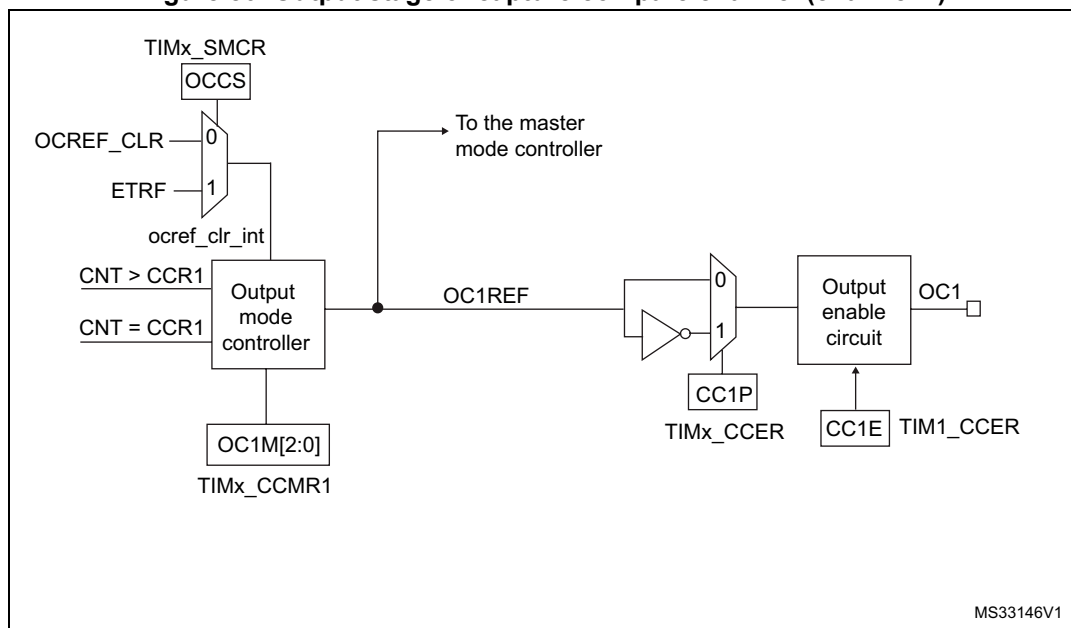 TIMx_SMCR
OCCS
OCREF_CLR
0
ETRF
1
ocref_clr_int
To the master
mode controller
CNT > CCR1
CNT = CCR1
Output
mode
controller
OC1REF
0
1
Output
enable
circuit
OC1
CC1P
TIMx_CCER
CC1E
TIM1_CCER
OC1M[2:0]
TIMx_CCMR1
MS33146V1